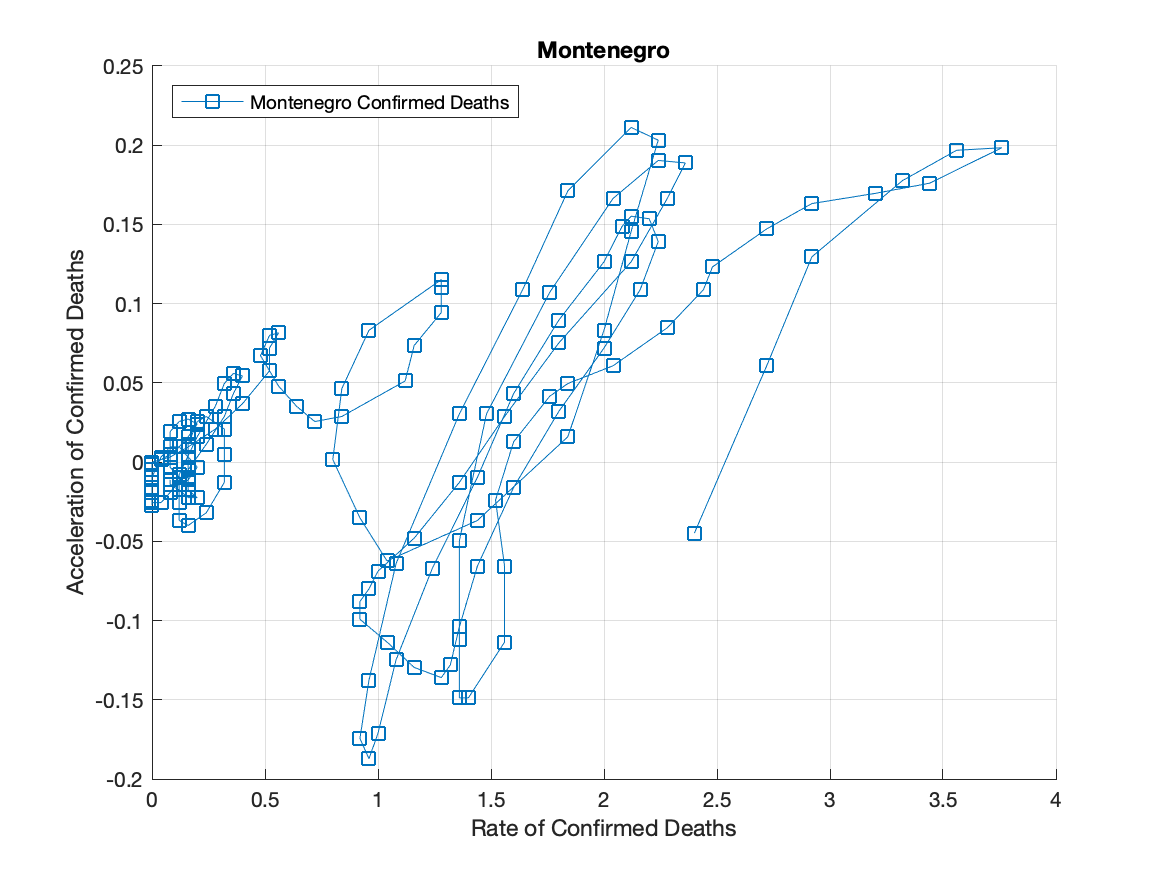 Montenegro
Montenegro Confirmed Deaths
Acceleration of Confirmed Deaths
0.25
0.2
0.15
0.1
0.05
0
-0.05
-0.1
-0.15
-0.2
0 0.5 1 1.5 2 2.5 3 3.5 4
Rate of Confirmed Deaths